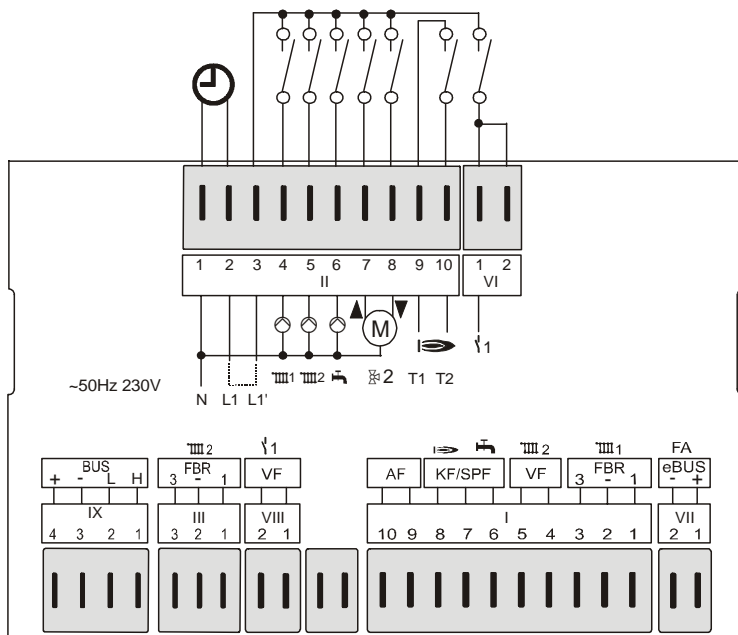 1 2 3 4 5 6 7 8 9 10 1 2
II VI
M
1
~50Hz 230V
N L1 L1' 1 2 2 T1 T2
2 1 2 1 FA
BUS FBR VF AF KF/SPF VF FBR eBUS
+ - L H 3 - 1 3 - 1 - +
IX III VIII I VII
4 3 2 1 3 2 1 2 1 10 9 8 7 6 5 4 3 2 1 2 1